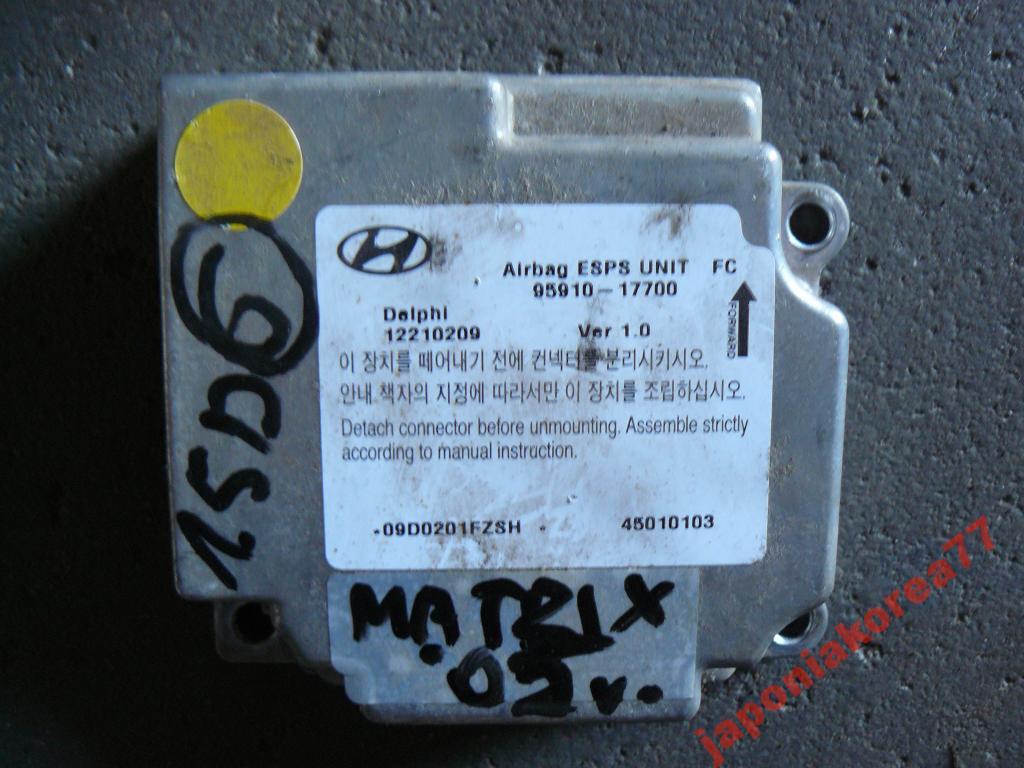 Airbag ESPS UNIT FC
95910-17700
FORWARD
Delphi
12210209 Ver 1.0
이 장치를 떼어내기 전에 컨넥터를 분리시키시오.
안내 책자의 지정에 따라서만 이 장치를 조립하십시오.
Detach connector before unmounting. Assemble strictly
according to manual instruction.
09D0201FZSH 45010103
MATRIX
japoniakorea77